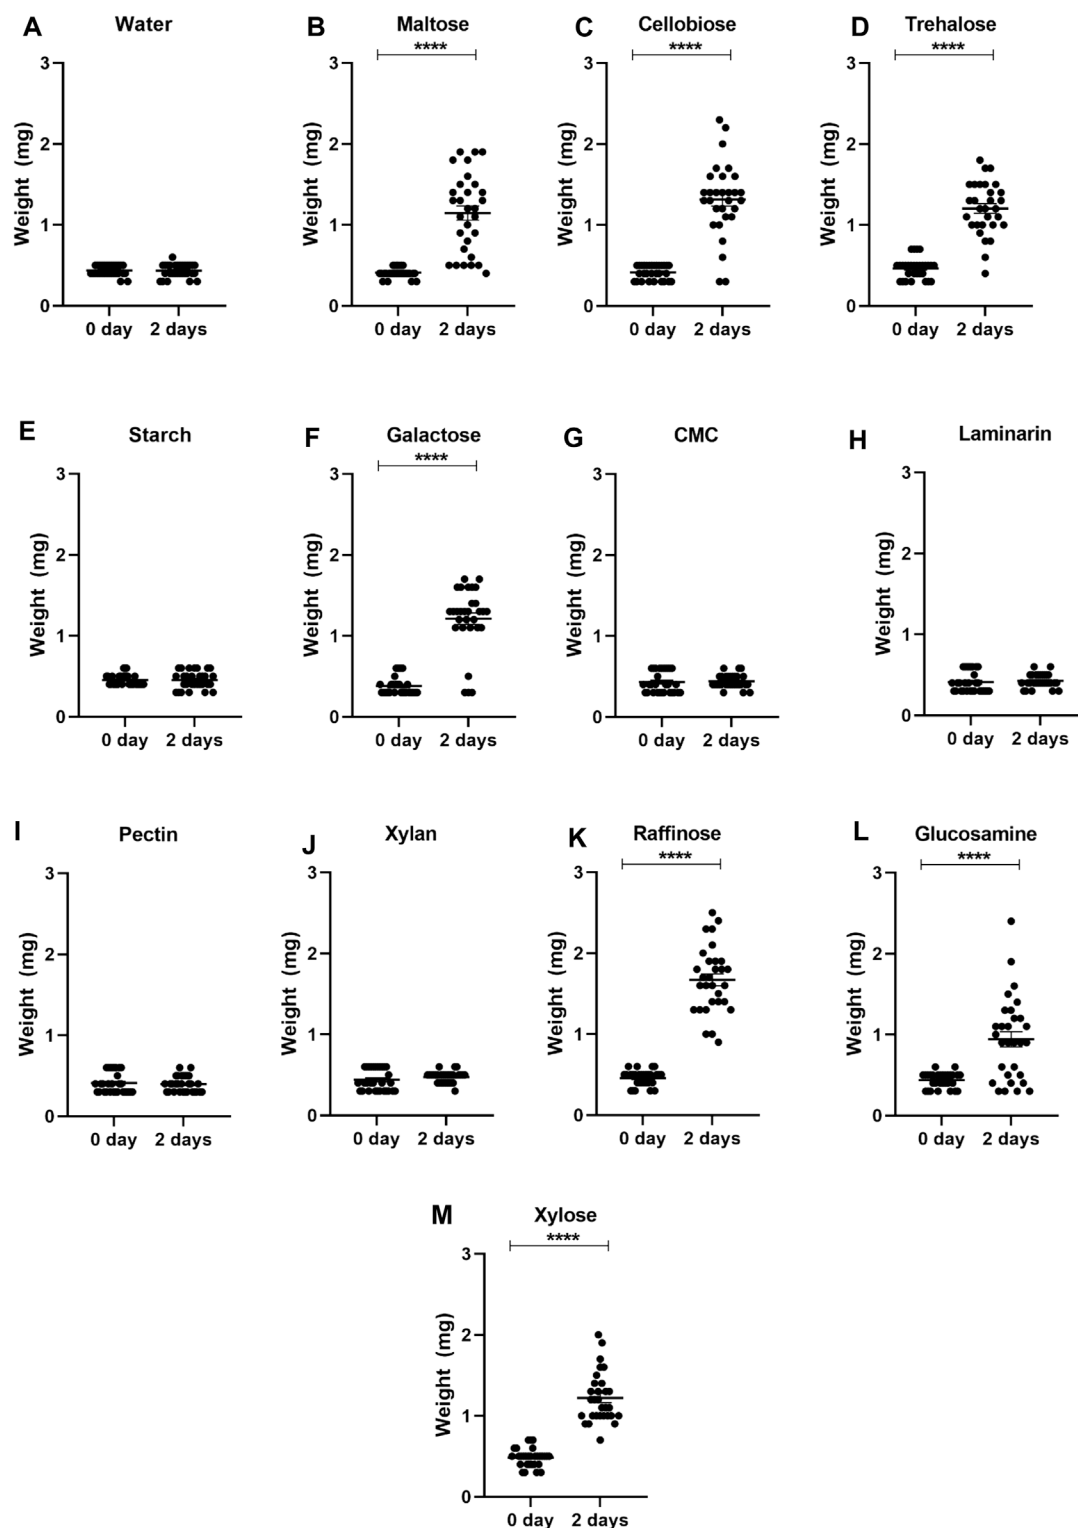 A Water
B Maltose
C Cellobiose
D Trehalose
**** **** ****
Weight (mg) Weight (mg) Weight (mg) Weight (mg)
3 3 3 3
2 2 2 2
1 1 1 1
0 0 0 0
0 day 2 days 0 day 2 days 0 day 2 days 0 day 2 days
E Starch
F Galactose
G CMC
H Laminarin
****
Weight (mg) Weight (mg) Weight (mg) Weight (mg)
3 3 3 3
2 2 2 2
1 1 1 1
0 0 0 0
0 day 2 days 0 day 2 days 0 day 2 days 0 day 2 days
I Pectin
J Xylan
K Raffinose
L Glucosamine
**** ****
Weight (mg) Weight (mg) Weight (mg) Weight (mg)
3 3 3 3
2 2 2 2
1 1 1 1
0 0 0 0
0 day 2 days 0 day 2 days 0 day 2 days 0 day 2 days
M Xylose
****
Weight (mg)
3
2
1
0
0 day 2 days